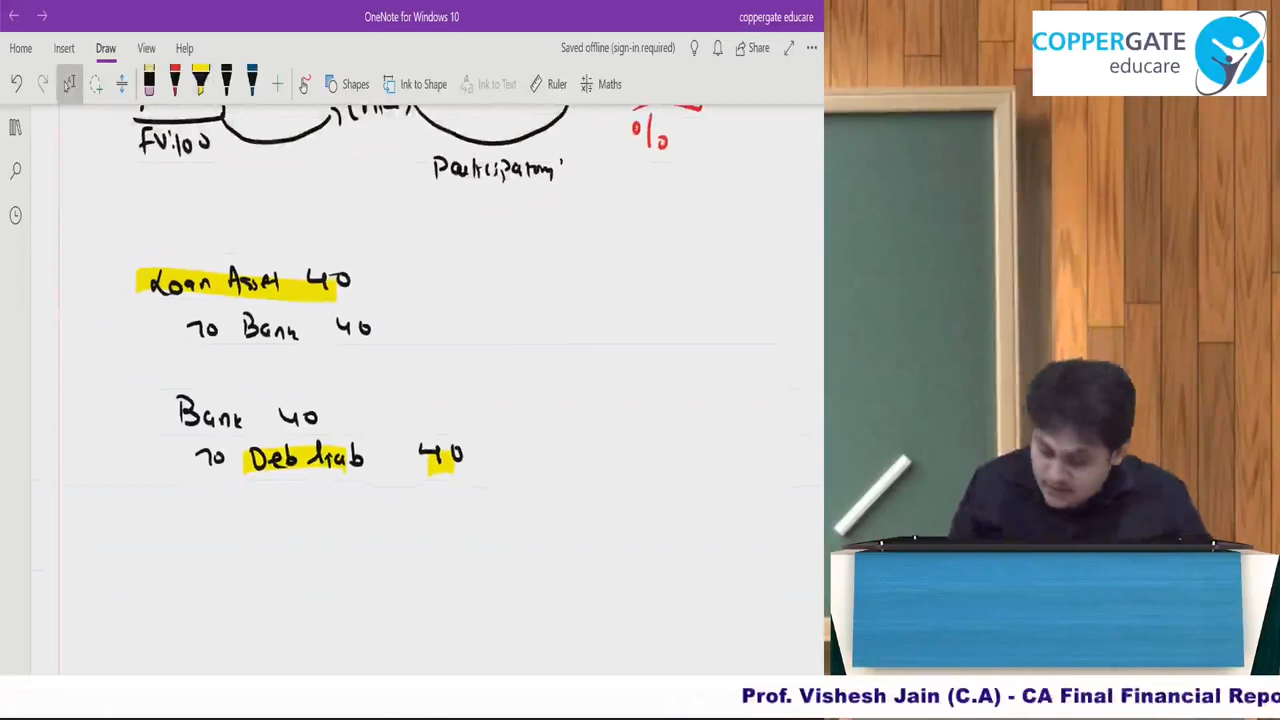 OneNote for Windows 10
coppergate educare
Home Insert Draw View Help
Saved offline (sign-in required)
Share
Shapes
Ink to Shape
Ink to Text
Ruler
Maths
COPPERGATE
educare
FV:100
%
Participatory
Loan Asset 40
To Bank 40
Bank 40
To Deb liab 40
Prof. Vishesh Jain (C.A) - CA Final Financial Repo